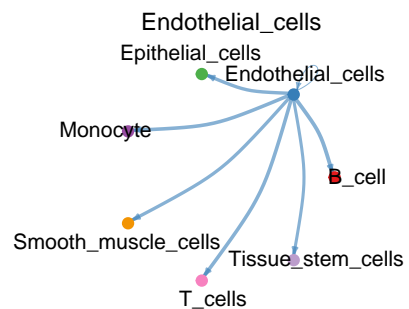 Endothelial_cells
Epithelial_cells
Endothelial_cells
Monocyte
B_cell
Smooth_muscle_cells
Tissue_stem_cells
T_cells